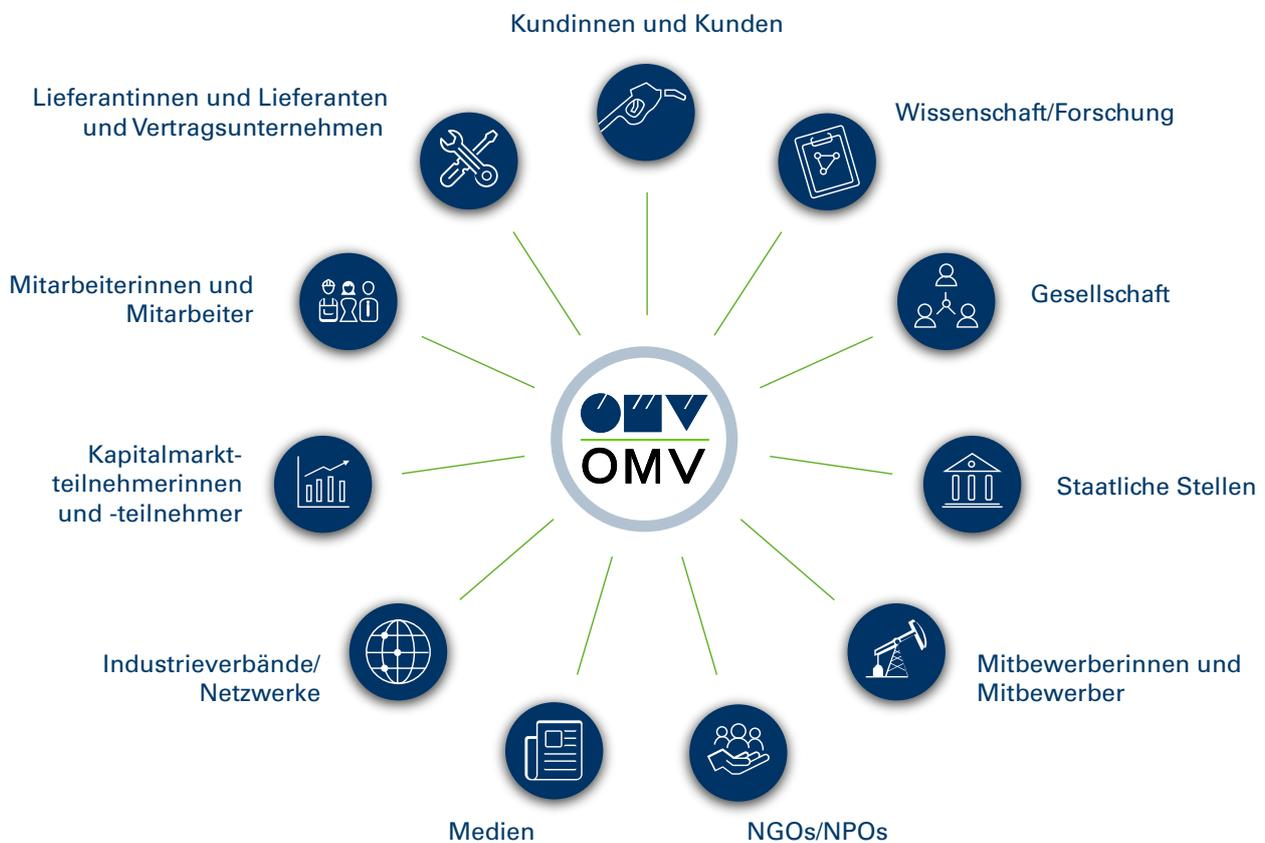 Kundinnen und Kunden
Lieferantinnen und Lieferanten
und Vertragsunternehmen
Wissenschaft/Forschung
Mitarbeiterinnen und
Mitarbeiter
Gesellschaft
OMV
OMV
Kapitalmarkt-
teilnehmerinnen
und -teilnehmer
Staatliche Stellen
Industrieverbände/
Netzwerke
Mitbewerberinnen und
Mitbewerber
Medien
NGOs/NPOs